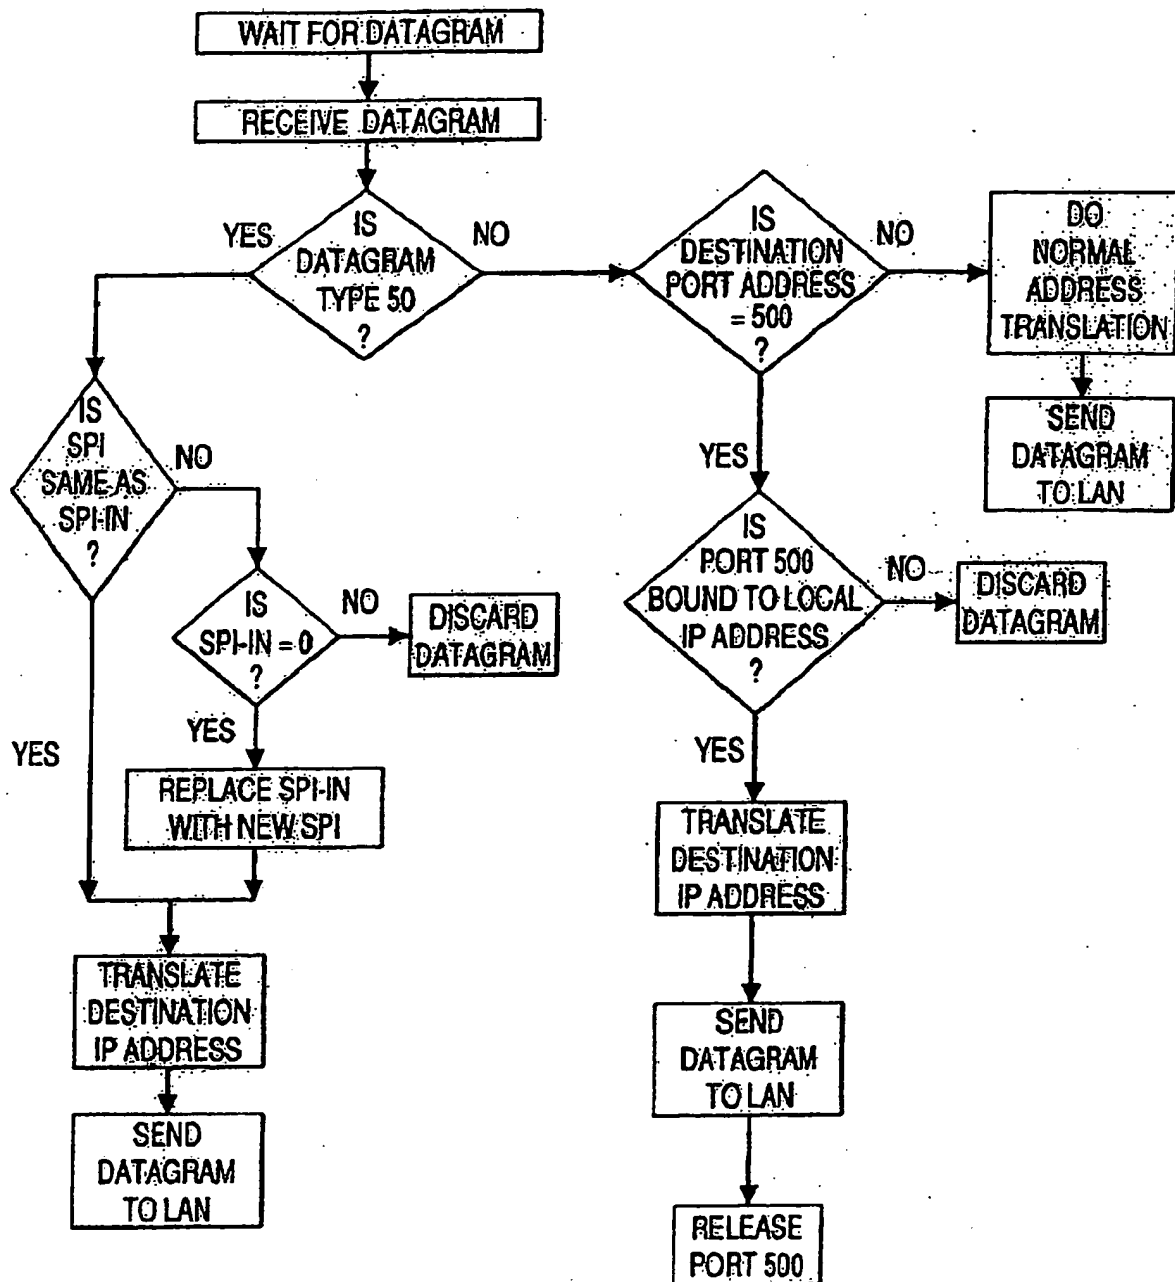 WAIT FOR DATAGRAM
RECEIVE DATAGRAM
IS
DATAGRAM
TYPE 50
?
YES
NO
IS
DESTINATION
PORT ADDRESS
= 500
?
NO
DO
NORMAL
ADDRESS
TRANSLATION
SEND
DATAGRAM
TO LAN
IS
SPI
SAME AS
SPI-IN
?
NO
YES
IS
SPI-IN = 0
?
NO
DISCARD
DATAGRAM
YES
REPLACE SPI-IN
WITH NEW SPI
TRANSLATE
DESTINATION
IP ADDRESS
SEND
DATAGRAM
TO LAN
YES
IS
PORT 500
BOUND TO LOCAL
IP ADDRESS
?
NO
DISCARD
DATAGRAM
YES
TRANSLATE
DESTINATION
IP ADDRESS
SEND
DATAGRAM
TO LAN
RELEASE
PORT 500